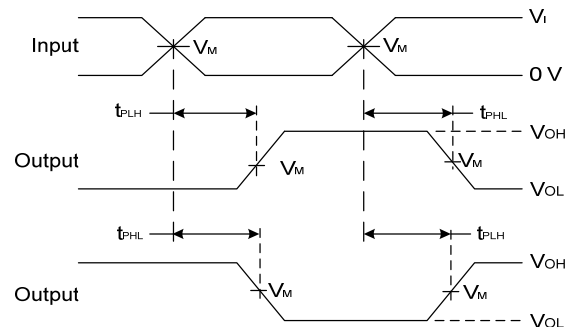 VI
Input VM VM
0 V
tPLH tPHL
VOH
Output VM VM
VOL
tPHL tPLH
VOH
Output VM VM
VOL